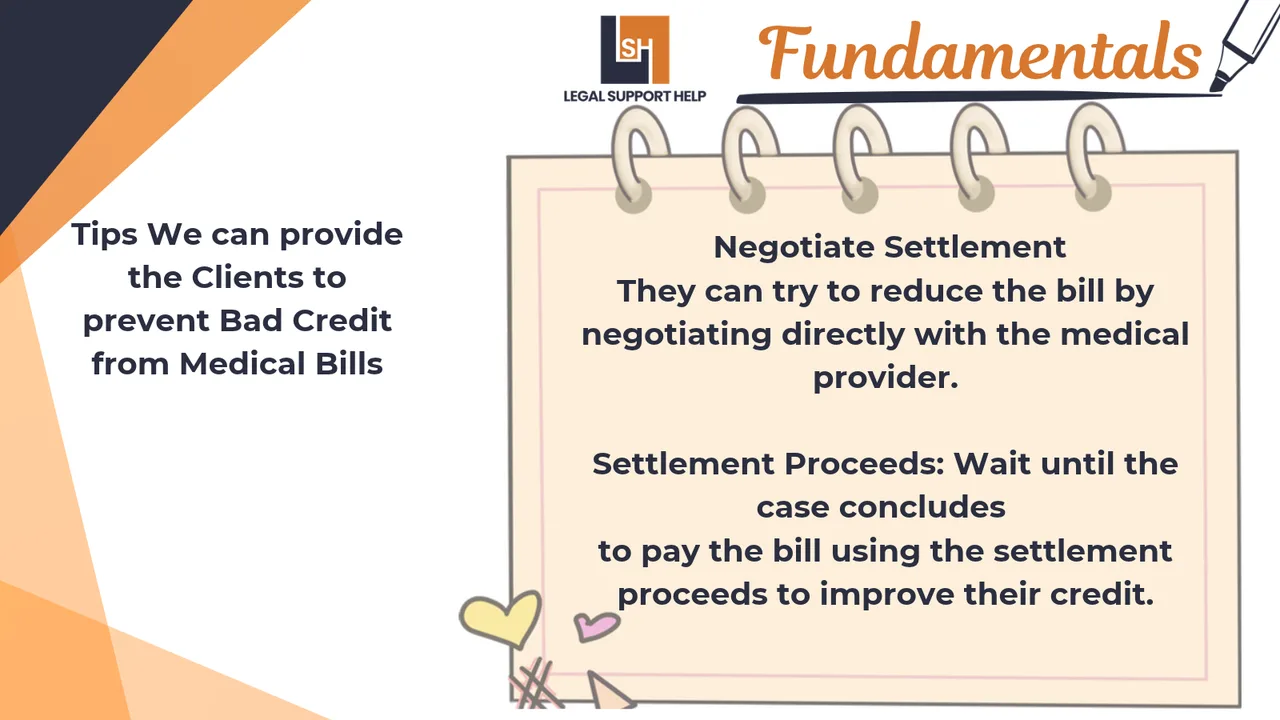 SH
LEGAL SUPPORT HELP
Fundamentals
Tips We can provide
the Clients to
prevent Bad Credit
from Medical Bills
Negotiate Settlement
They can try to reduce the bill by
negotiating directly with the medical
provider.
Settlement Proceeds: Wait until the
case concludes
to pay the bill using the settlement
proceeds to improve their credit.